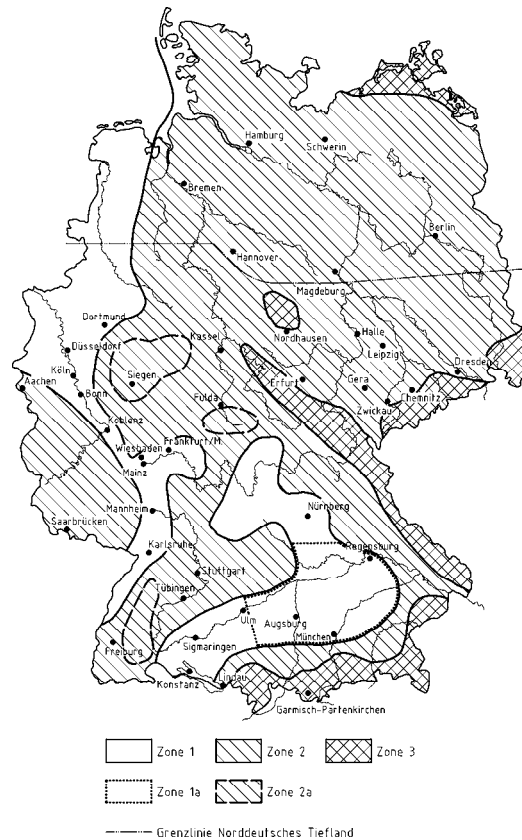 Hamburg
Schwerin
Bremen
Berlin
Hannover
Magdeburg
Dortmund
Nordhausen
Halle
Düsseldorf
Kassel
Leipzig
Köln
Siegen
Erfurt
Gera
Dresden
Aachen
Bonn
Fulda
Zwickau
Chemnitz
Koblenz
Wiesbaden
Frankfurt/M.
Mainz
Mannheim
Nürnberg
Saarbrücken
Karlsruhe
Regensburg
Stuttgart
Tübingen
Ulm
Augsburg
Freiburg
Sigmaringen
München
Konstanz
Lindau
Garmisch-Partenkirchen
Zone 1
Zone 2
Zone 3
Zone 1a
Zone 2a
Grenzlinie Norddeutsches Tiefland